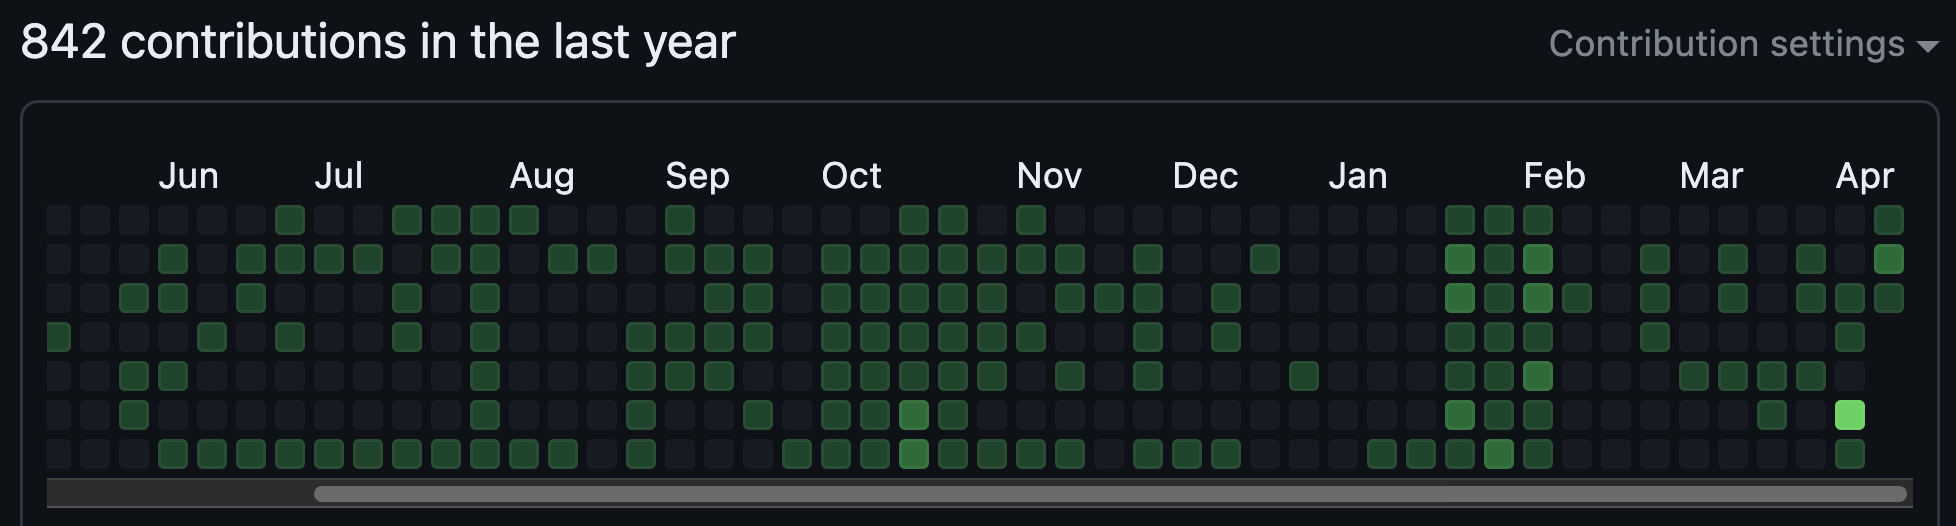 842 contributions in the last year
Contribution settings
Jun Jul Aug Sep Oct Nov Dec Jan Feb Mar Apr